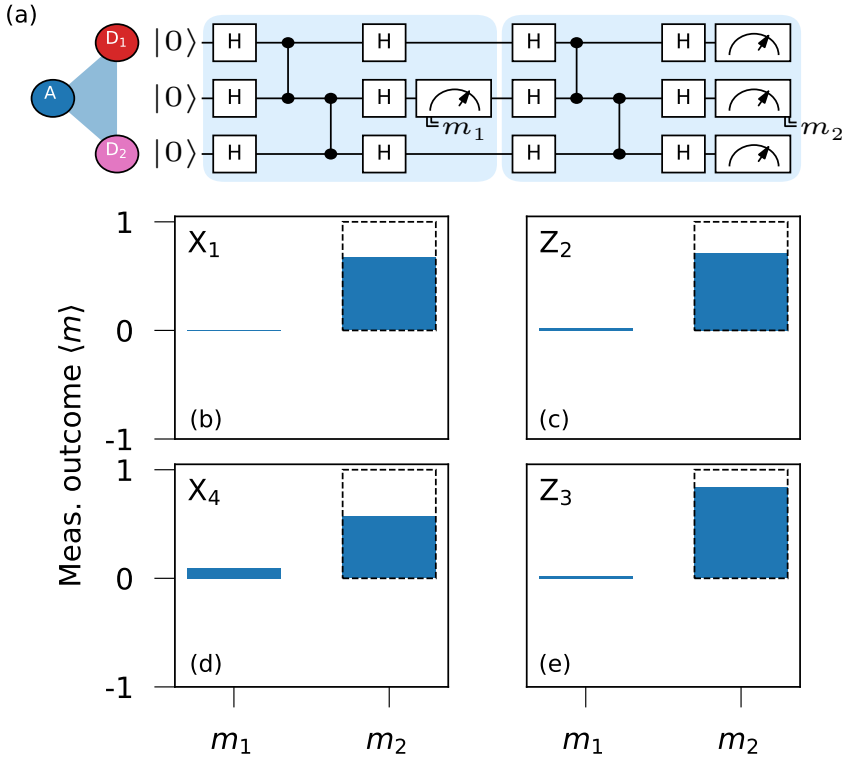 (a)
D₁ |0⟩ H H H H
A |0⟩ H H m₁ H H m₂
D₂ |0⟩ H H H H
Meas. outcome ⟨m⟩
1
0
-1
X₁
(b)
Z₂
(c)
1
0
-1
X₄
(d)
Z₃
(e)
m₁ m₂ m₁ m₂